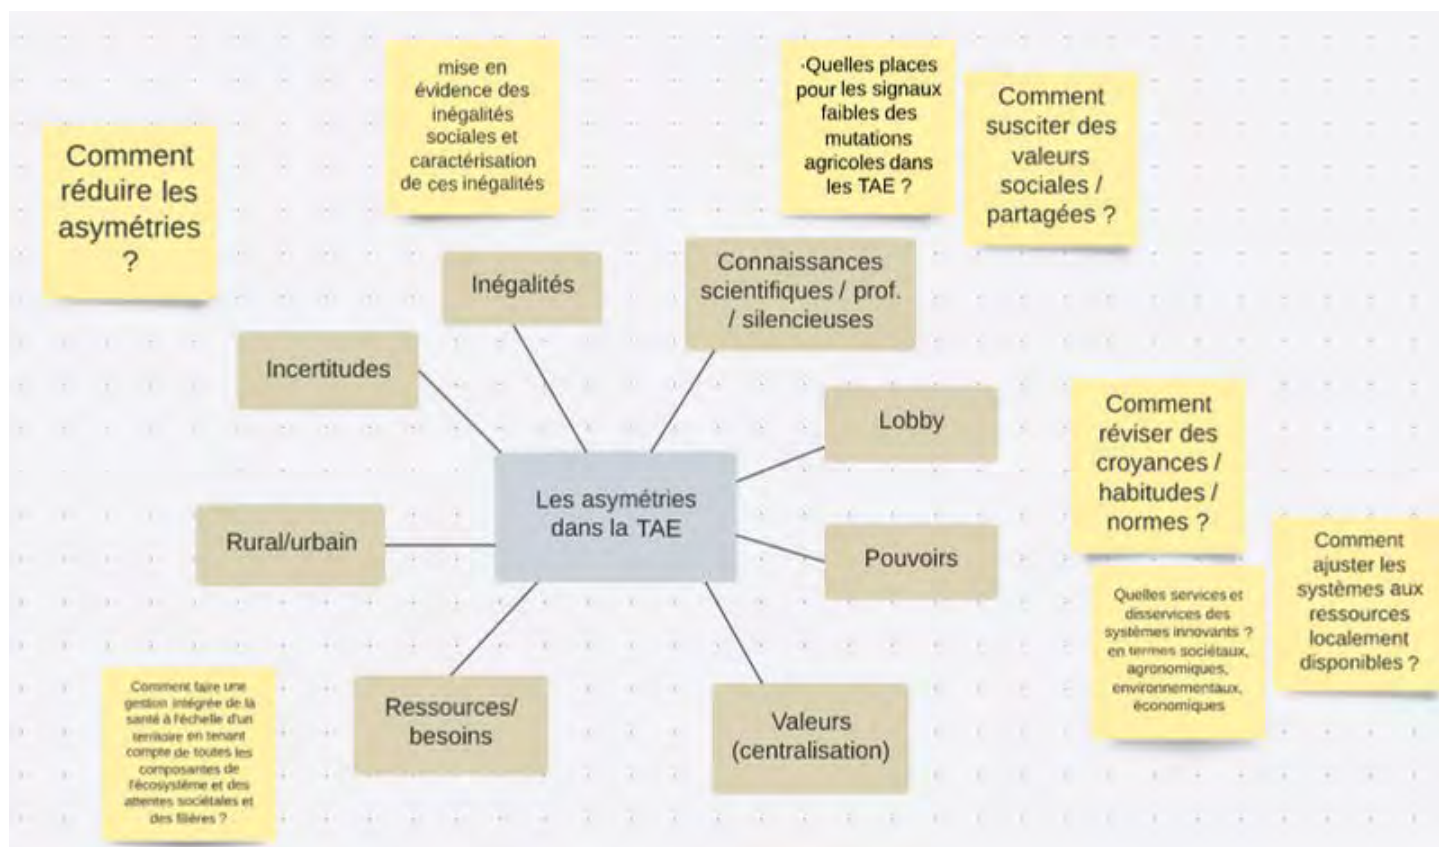 mise en
évidence des
inégalités
sociales et
caractérisation
de ces inégalités
·Quelles places
pour les signaux
faibles des
mutations
agricoles dans
les TAE ?
Comment
susciter des
valeurs
sociales /
partagées ?
Comment
réduire les
asymétries
?
Inégalités
Connaissances
scientifiques / prof.
/ silencieuses
Incertitudes
Lobby
Comment
réviser des
croyances /
habitudes /
normes ?
Les asymétries
dans la TAE
Rural/urbain
Pouvoirs
Comment
ajuster les
systèmes aux
ressources
localement
disponibles ?
Quelles services et
disservices des
systèmes innovants ?
en termes sociétaux,
agronomiques,
environnementaux,
économiques
Comment faire une
gestion intégrée de la
santé à l'échelle d'un
territoire en tenant
compte de toutes les
composantes de
l'écosystème et des
attentes sociétales et
des filières ?
Ressources/
besoins
Valeurs
(centralisation)